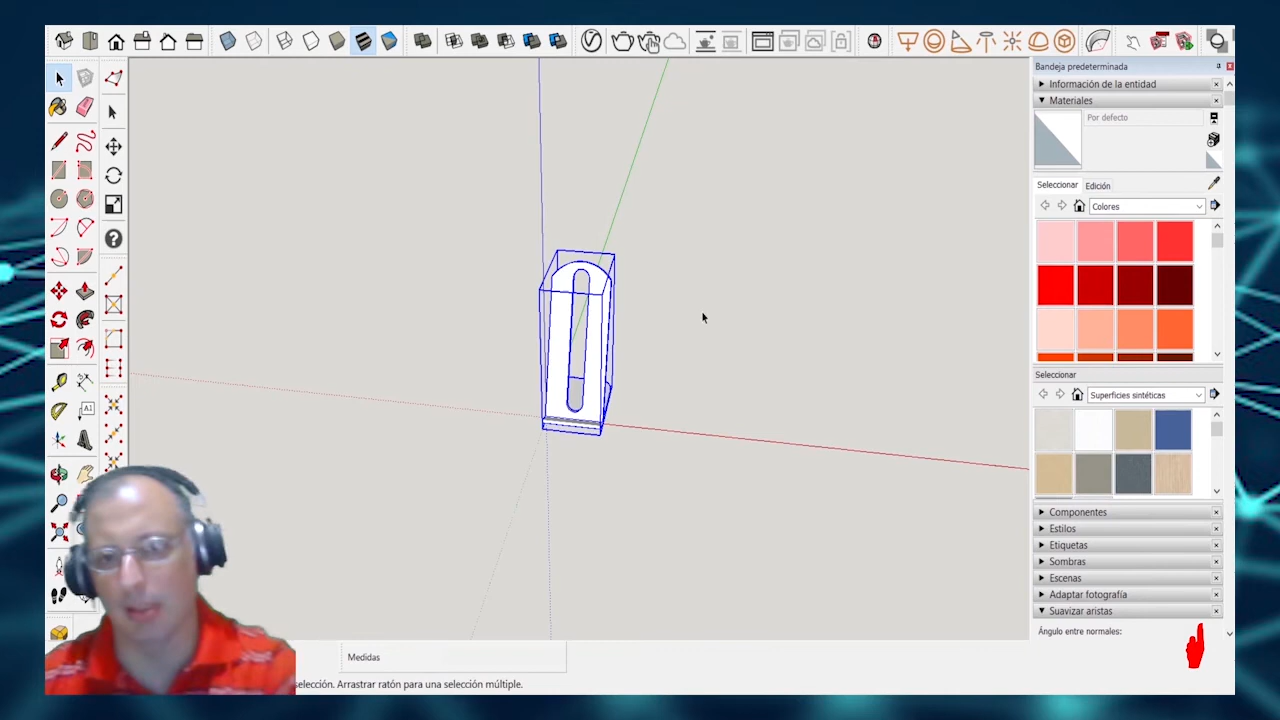 Bandeja predeterminada
Información de la entidad
Materiales
Por defecto
Seleccionar
Edición
Colores
A1
Seleccionar
Superficies sintéticas
Componentes
Estilos
Etiquetas
Sombras
Escenas
Adaptar fotografía
Suavizar aristas
Ángulo entre normales:
Medidas
selección. Arrastrar ratón para una selección múltiple.